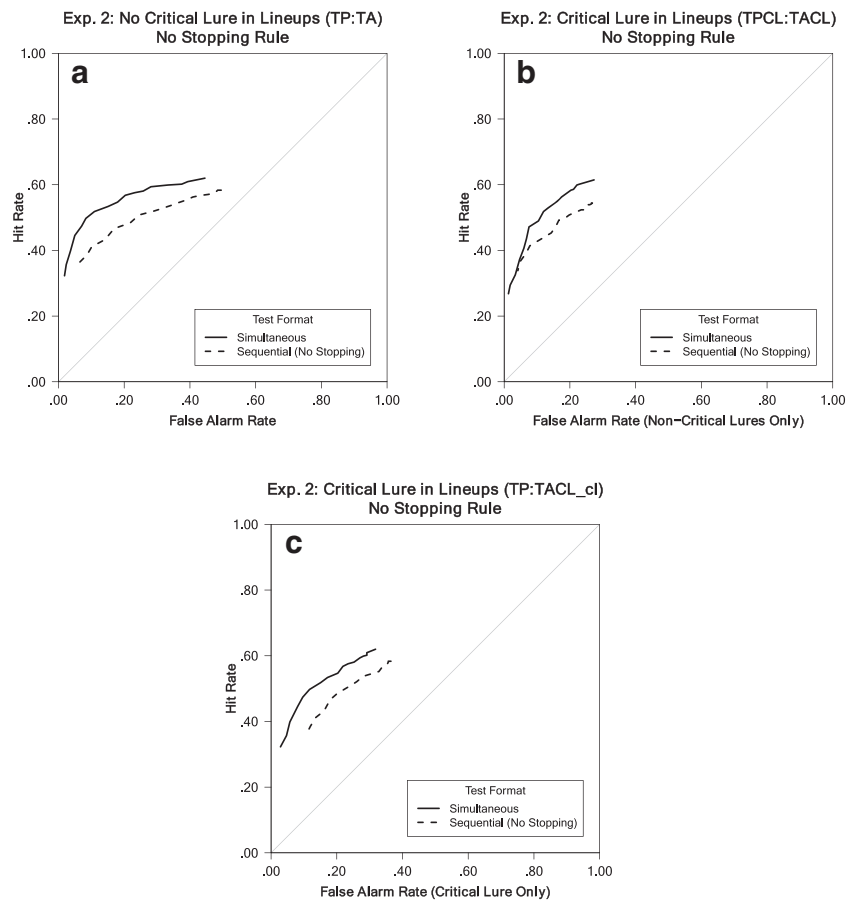 Exp. 2: No Critical Lure in Lineups (TP:TA)
No Stopping Rule
a
1.00
.80
.60
.40
.20
.00
Hit Rate
Test Format
Simultaneous
Sequential (No Stopping)
.00 .20 .40 .60 .80 1.00
False Alarm Rate
Exp. 2: Critical Lure in Lineups (TPCL:TACL)
No Stopping Rule
b
1.00
.80
.60
.40
.20
.00
Hit Rate
Test Format
Simultaneous
Sequential (No Stopping)
.00 .20 .40 .60 .80 1.00
False Alarm Rate (Non-Critical Lures Only)
Exp. 2: Critical Lure in Lineups (TP:TACL_cl)
No Stopping Rule
c
1.00
.80
.60
.40
.20
.00
Hit Rate
Test Format
Simultaneous
Sequential (No Stopping)
.00 .20 .40 .60 .80 1.00
False Alarm Rate (Critical Lure Only)